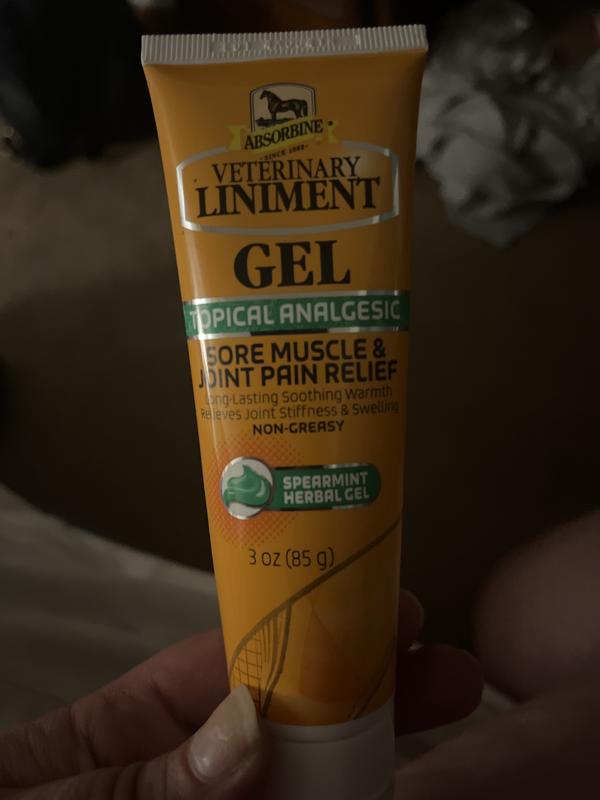 ABSORBINE
SINCE 1892
VETERINARY
LINIMENT
GEL
TOPICAL ANALGESIC
SORE MUSCLE &
JOINT PAIN RELIEF
Long-Lasting Soothing Warmth
Relieves Joint Stiffness & Swelling
NON-GREASY
SPEARMINT
HERBAL GEL
3 oz (85 g)